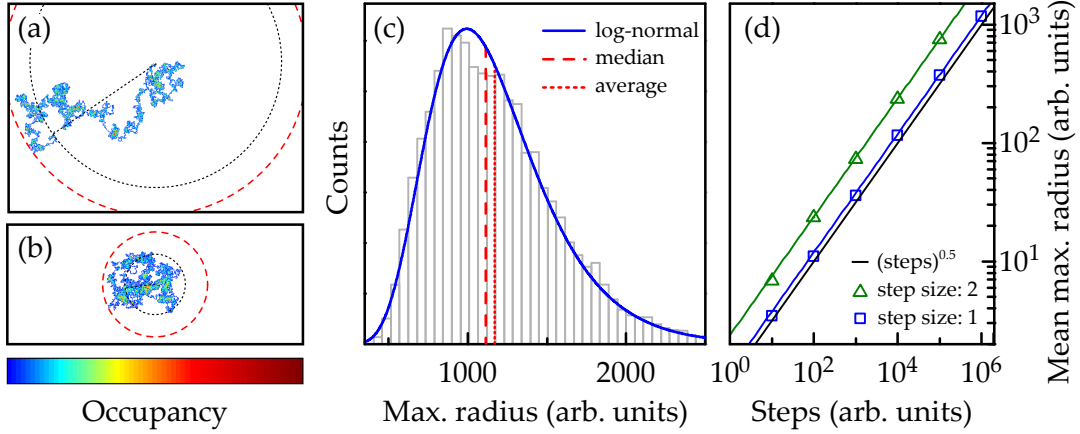 (a)
(b)
Occupancy
(c)
log-normal
median
average
Counts
1000
2000
Max. radius (arb. units)
(d)
(steps)^0.5
step size: 2
step size: 1
10^0
10^2
10^4
10^6
Steps (arb. units)
10^3
10^2
10^1
Mean max. radius (arb. units)